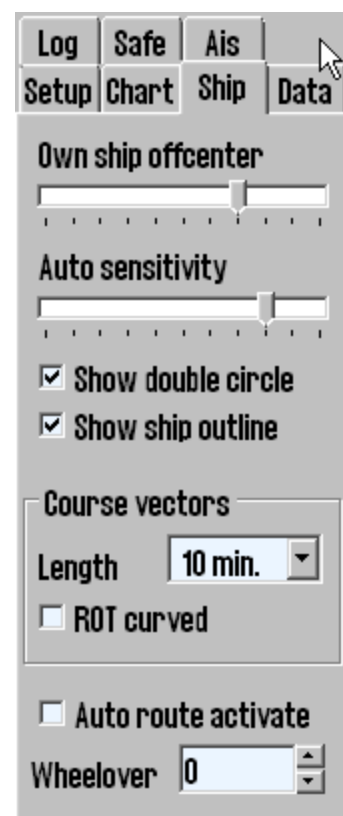 Log Safe Ais
Setup Chart Ship Data
Own ship offcenter
Auto sensitivity
Show double circle
Show ship outline
Course vectors
Length 10 min.
ROT curved
Auto route activate
Wheelover 0